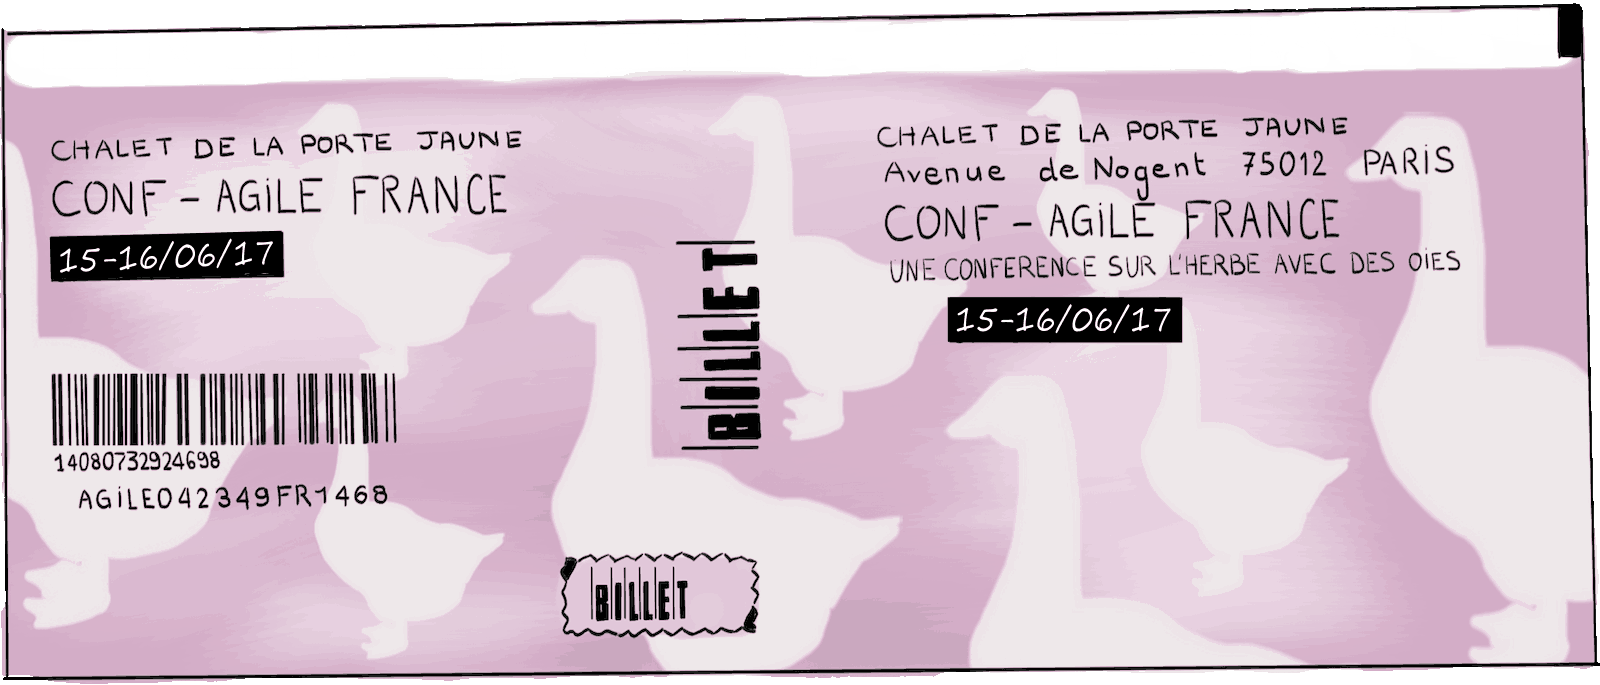 CHALET DE LA PORTE JAUNE
CONF - AGiLE FRANCE
15-16/06/17
14080732924698
AGiLE042349FR1468
BILLET
BILLET
CHALET DE LA PORTE JAUNE
Avenue de Nogent 75012 PARiS
CONF - AGiLE FRANCE
UNE CONFERENCE SUR L'HERBE AVEC DES OiES
15-16/06/17